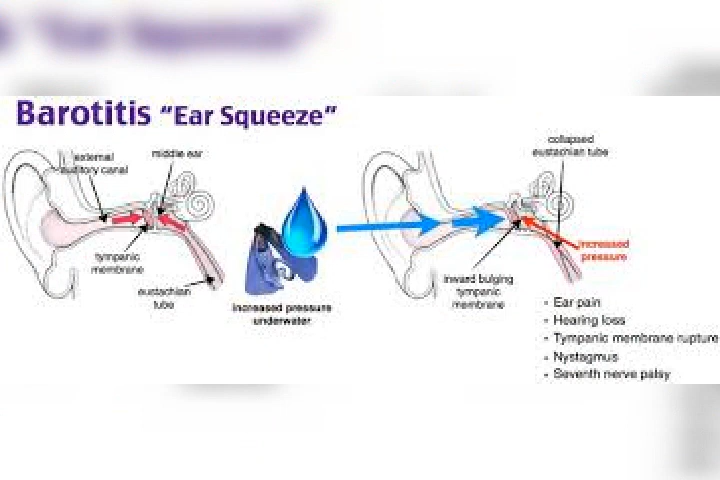 Barotitis "Ear Squeeze"
external
auditory canal
middle ear
tympanic
membrane
eustachian
tube
increased pressure
underwater
collapsed
eustachian tube
increased
pressure
inward bulging
tympanic
membrane
- Ear pain
- Hearing loss
- Tympanic membrane rupture
- Nystagmus
- Seventh nerve palsy